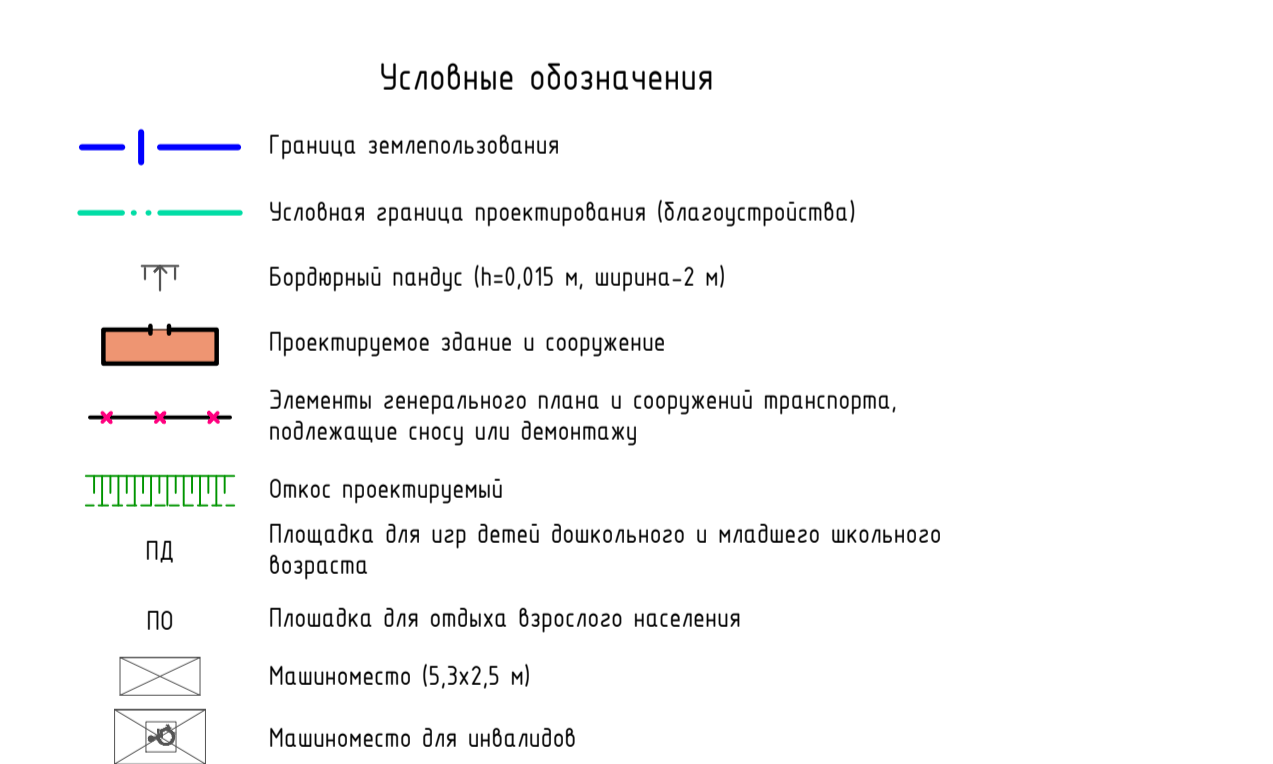 Условные обозначения
Граница землепользования
Условная граница проектирования (благоустройства)
Бордюрный пандус (h=0,015 м, ширина-2 м)
Проектируемое здание и сооружение
Элементы генерального плана и сооружений транспорта,
подлежащие сносу или демонтажу
Откос проектируемый
ПД
Площадка для игр детей дошкольного и младшего школьного
возраста
ПО
Плошадка для отдыха взрослого населения
Машиноместо (5,3х2,5 м)
Машиноместо для инвалидов